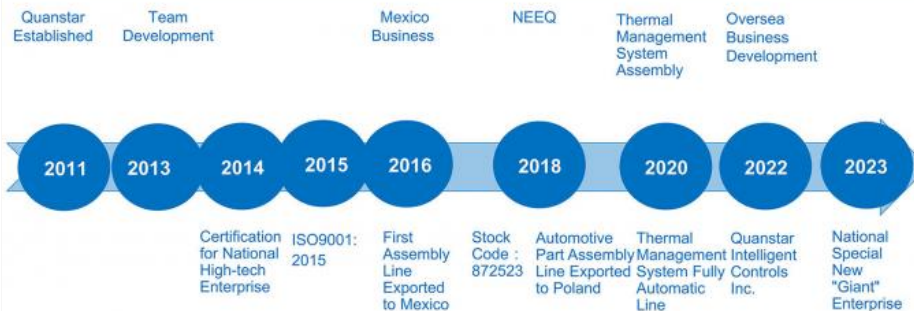 Quanstar
Established
Team
Development
Mexico
Business
NEEQ
Thermal
Management
System
Assembly
Oversea
Business
Development
2011
2013
2014
2015
2016
2018
2020
2022
2023
Certification
for National
High-tech
Enterprise
ISO9001:
2015
First
Assembly
Line
Exported
to Mexico
Stock
Code :
872523
Automotive
Part Assembly
Line Exported
to Poland
Thermal
Management
System Fully
Automatic
Line
Quanstar
Intelligent
Controls
Inc.
National
Special
New
"Giant"
Enterprise